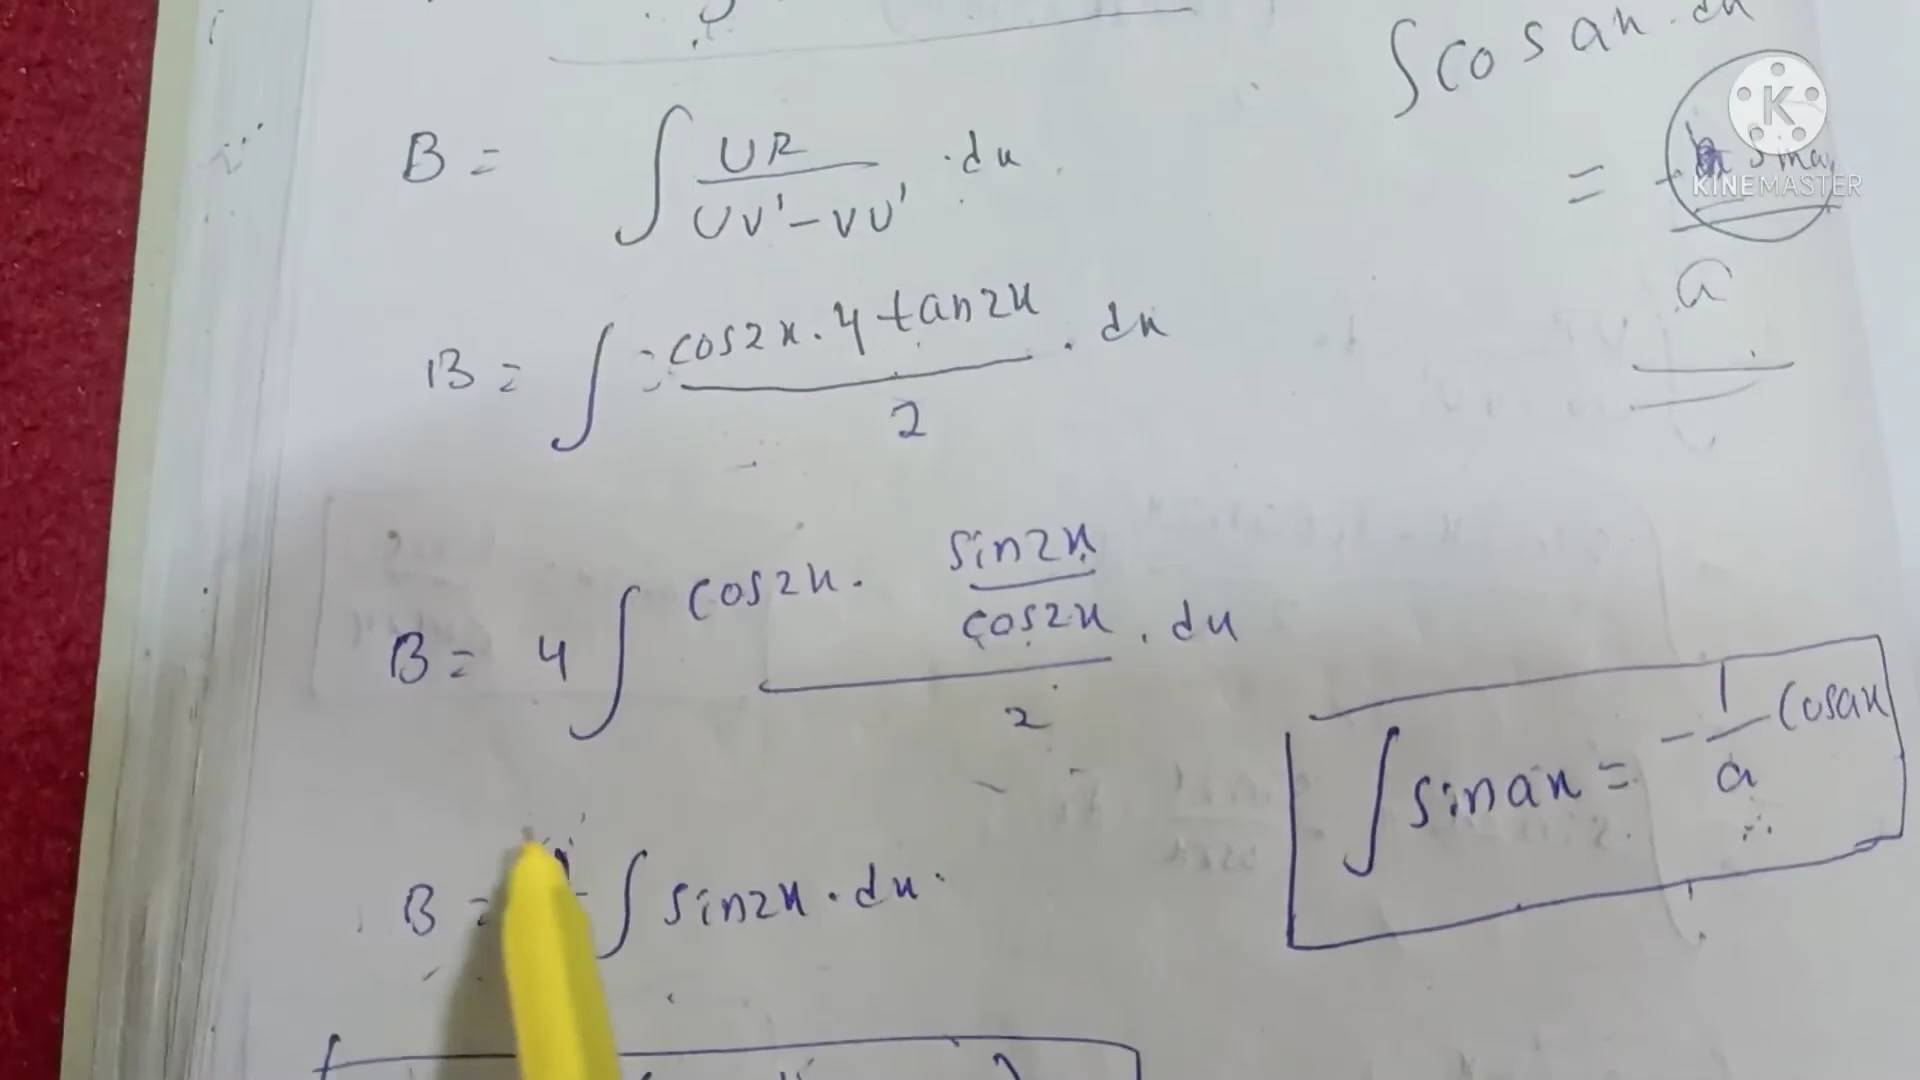 ∫cos ax . dx
B = ∫ UR / UV' - VU' . dx
= sin a
a
KINEMASTER
B = ∫ cos2x . 4 tan2x / 2 . dx
B = 4 ∫ cos2x . sin2x / cos2x / 2 . dx
∫ sin ax = - 1/a cos ax
B = ∫ sin2x . dx